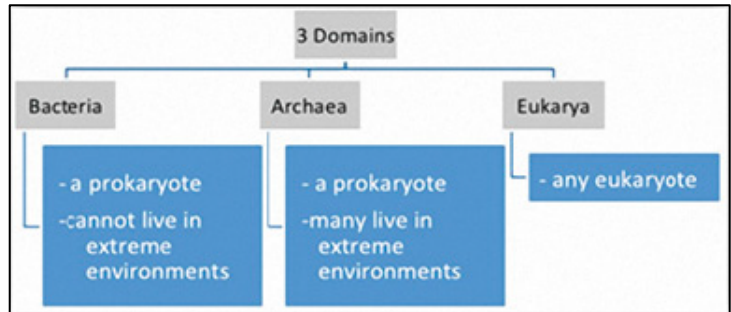 3 Domains
Bacteria
Archaea
Eukarya
- a prokaryote
-cannot live in
extreme
environments
- a prokaryote
-many live in
extreme
environments
- any eukaryote